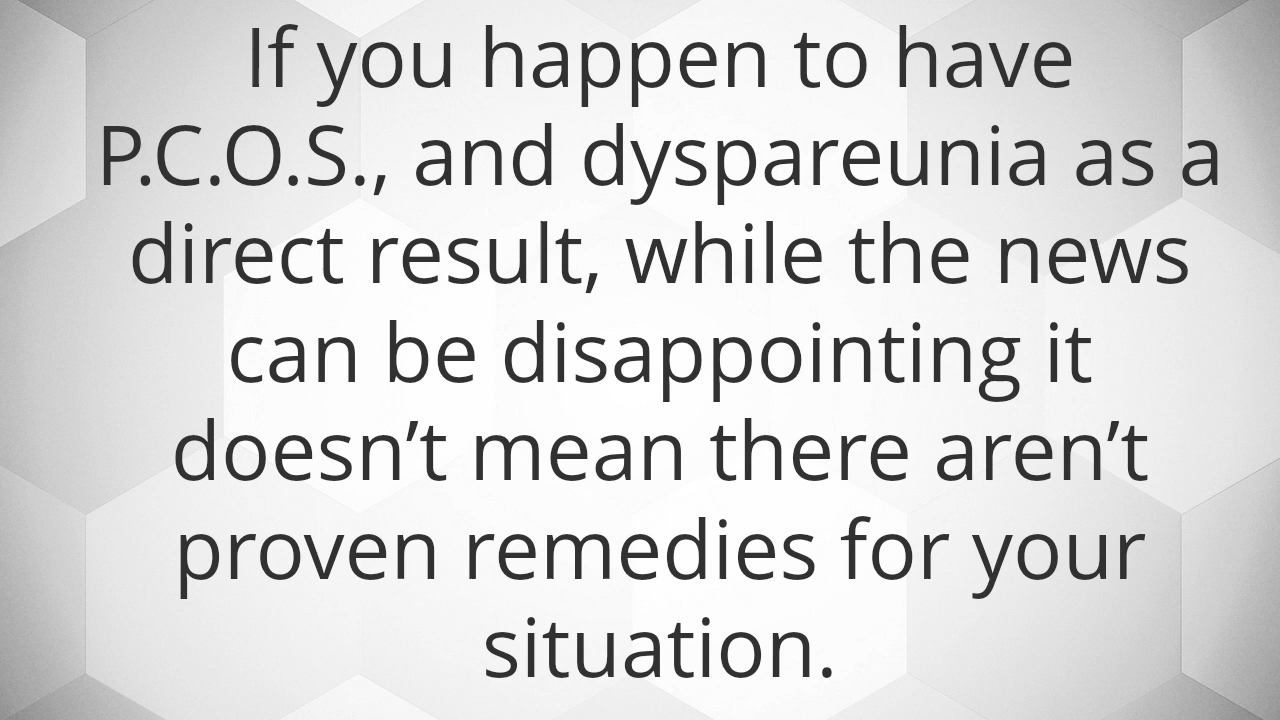 If you happen to have
P.C.O.S., and dyspareunia as a
direct result, while the news
can be disappointing it
doesn’t mean there aren’t
proven remedies for your
situation.